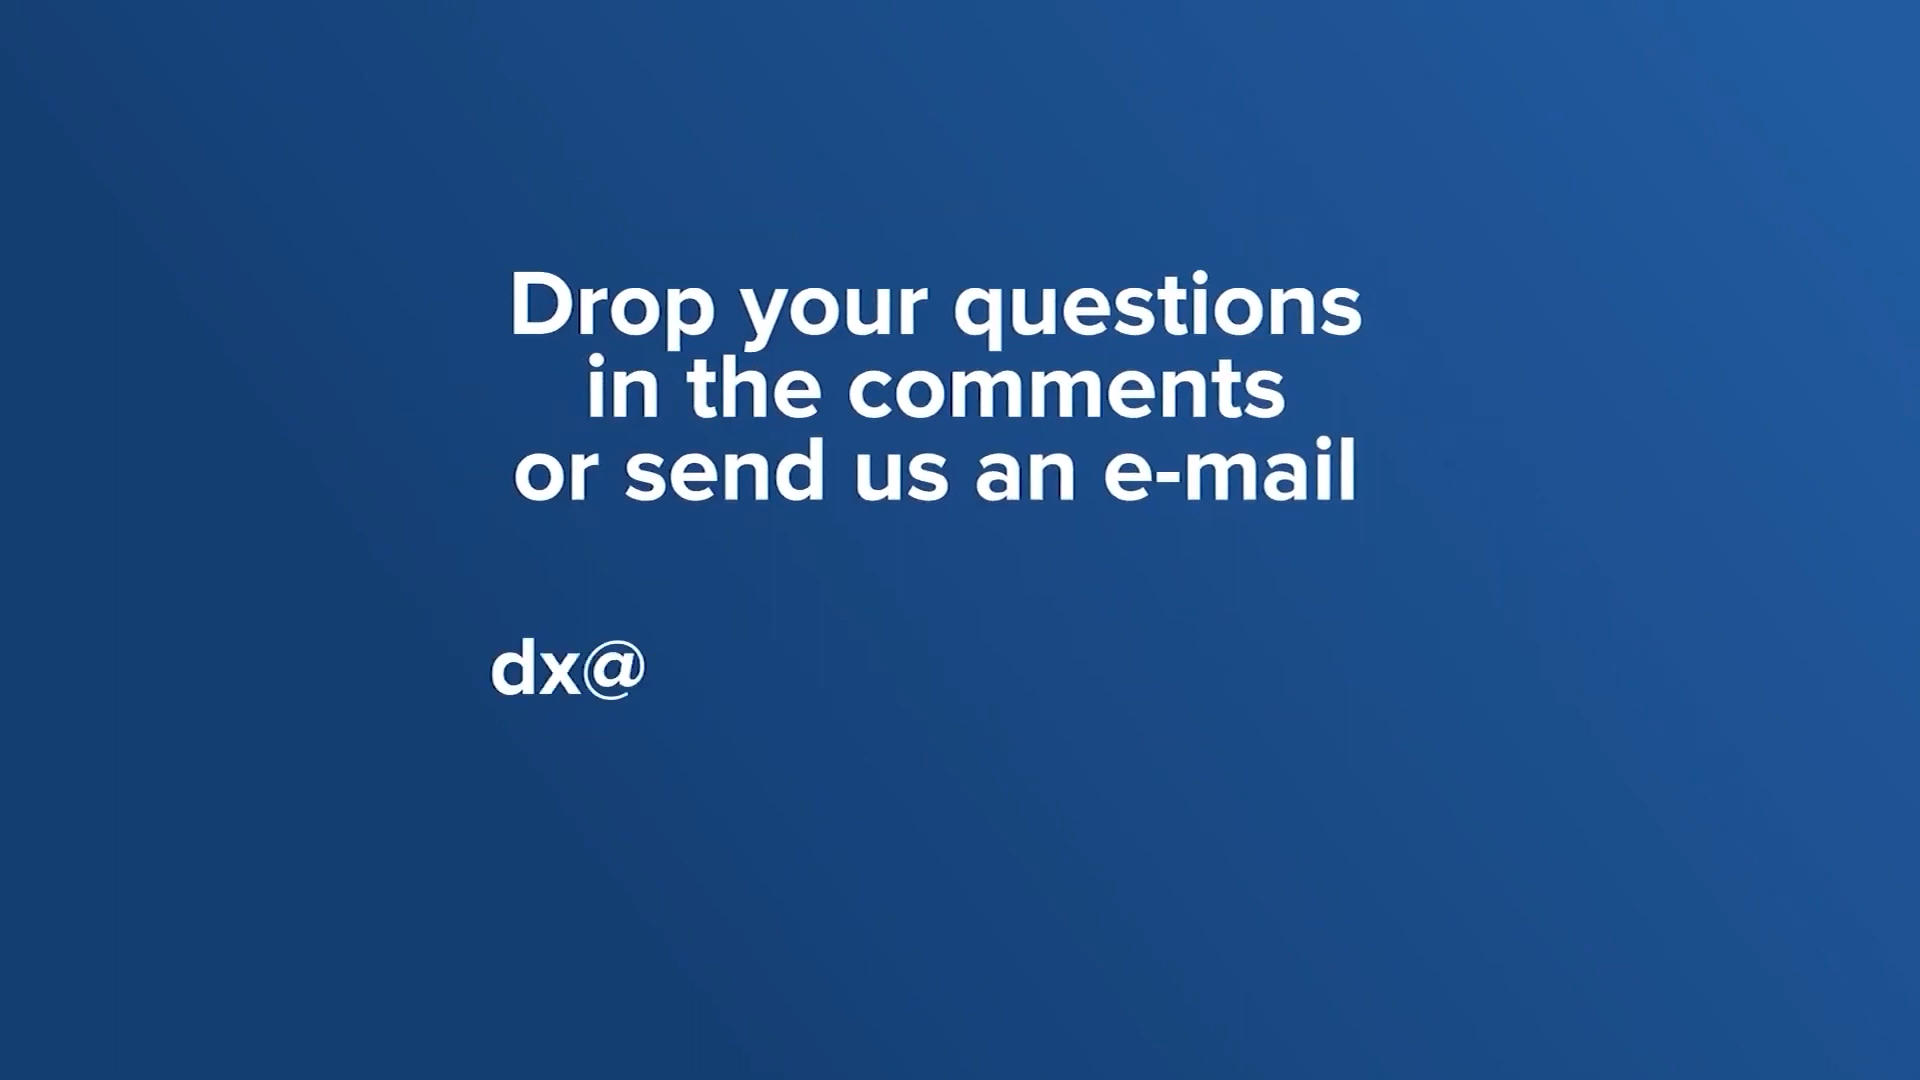 Drop your questions
in the comments
or send us an e-mail
dx@